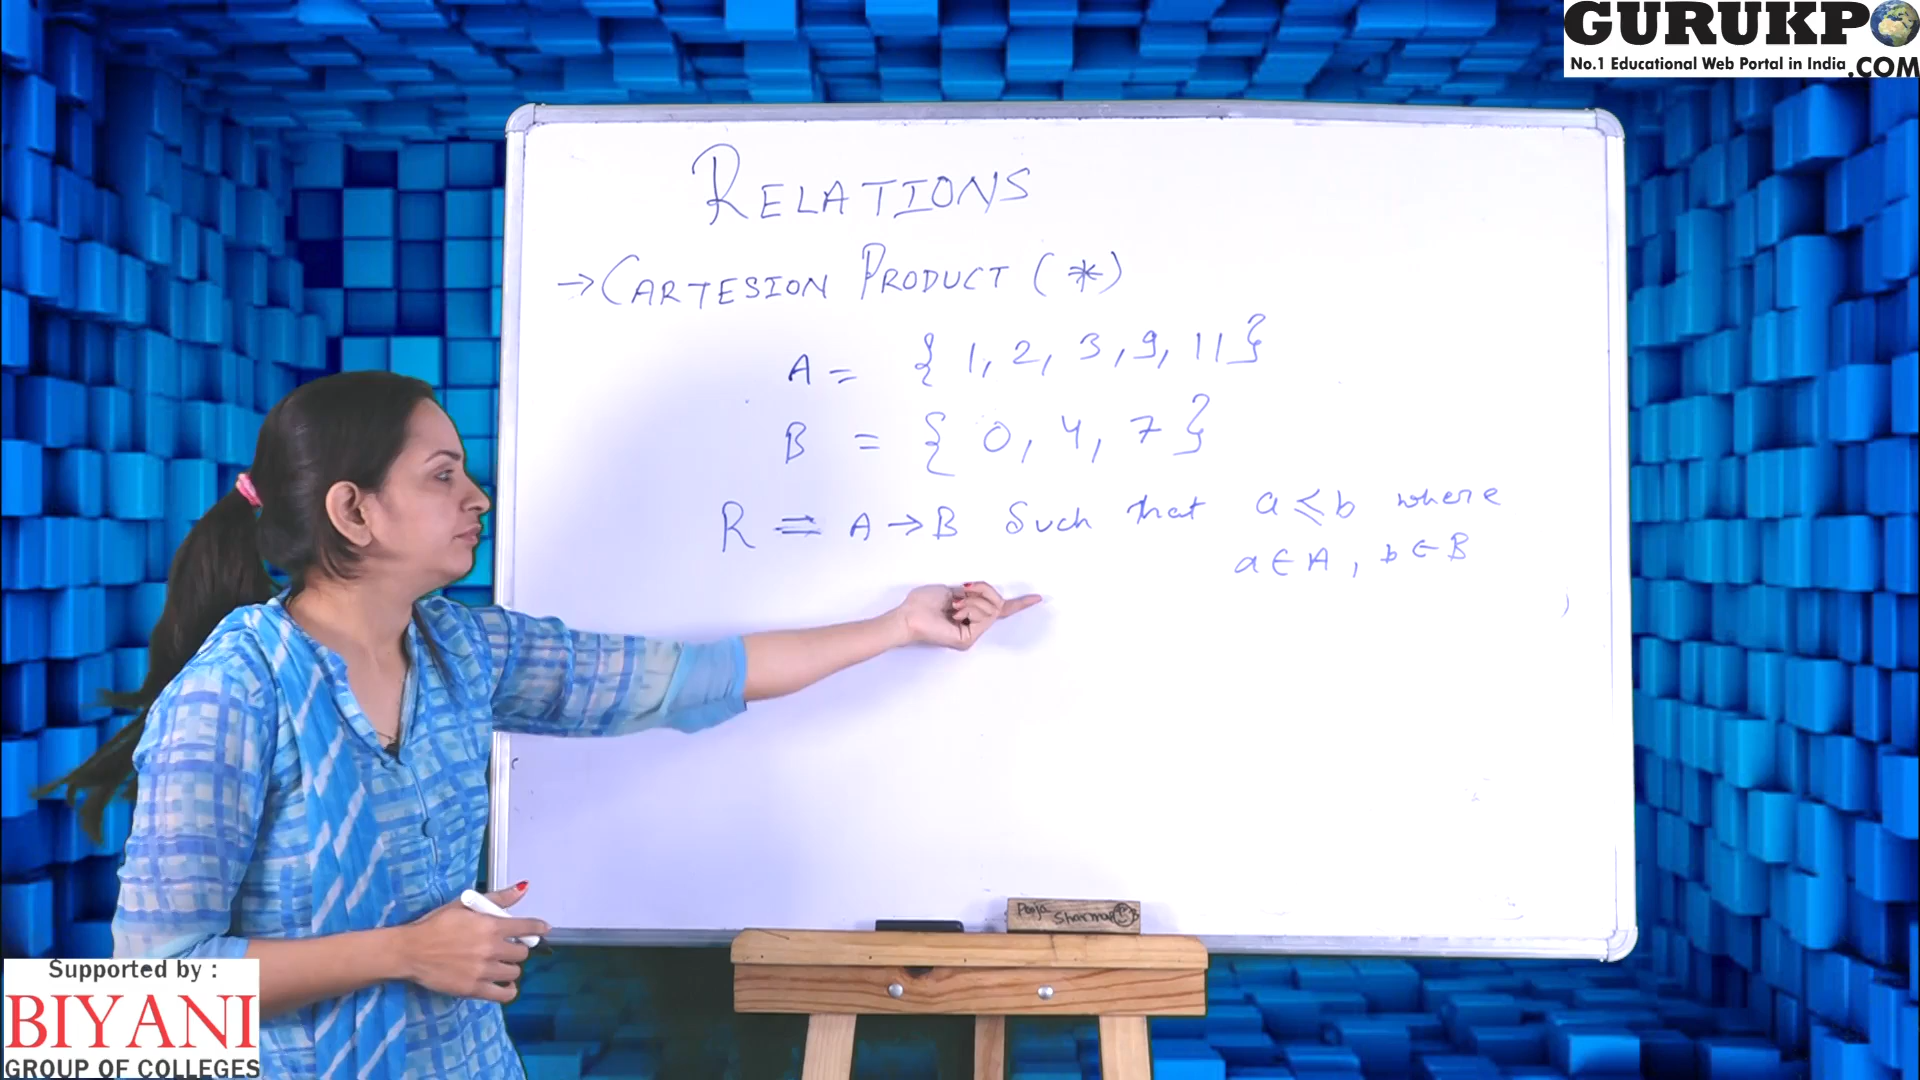 GURUKPO
No.1 Educational Web Portal in India .COM
RELATIONS
→ CARTESION PRODUCT (*)
A = { 1, 2, 3, 9, 11 }
B = { 0, 4, 7 }
R = A → B Such that a ≤ b where
a ∈ A, b ∈ B
Pooja
Sharma
Supported by :
BIYANI
GROUP OF COLLEGES